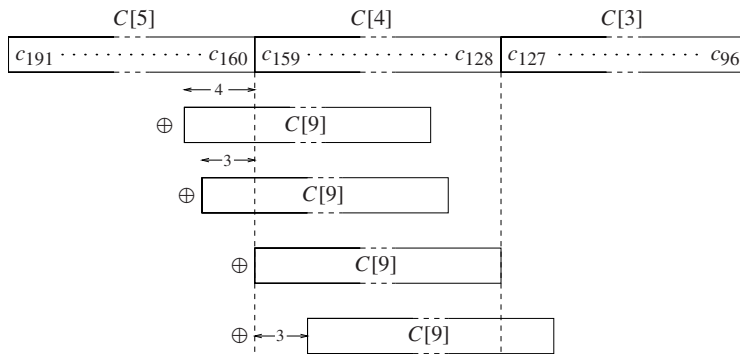 C[5] C[4] C[3]
c191 · · · · · · · · · · · · · · · c160 c159 · · · · · · · · · · · · · · · c128 c127 · · · · · · · · · · · · · · · c96
4
⊕ C[9]
3
⊕ C[9]
⊕ C[9]
⊕ 3 C[9]